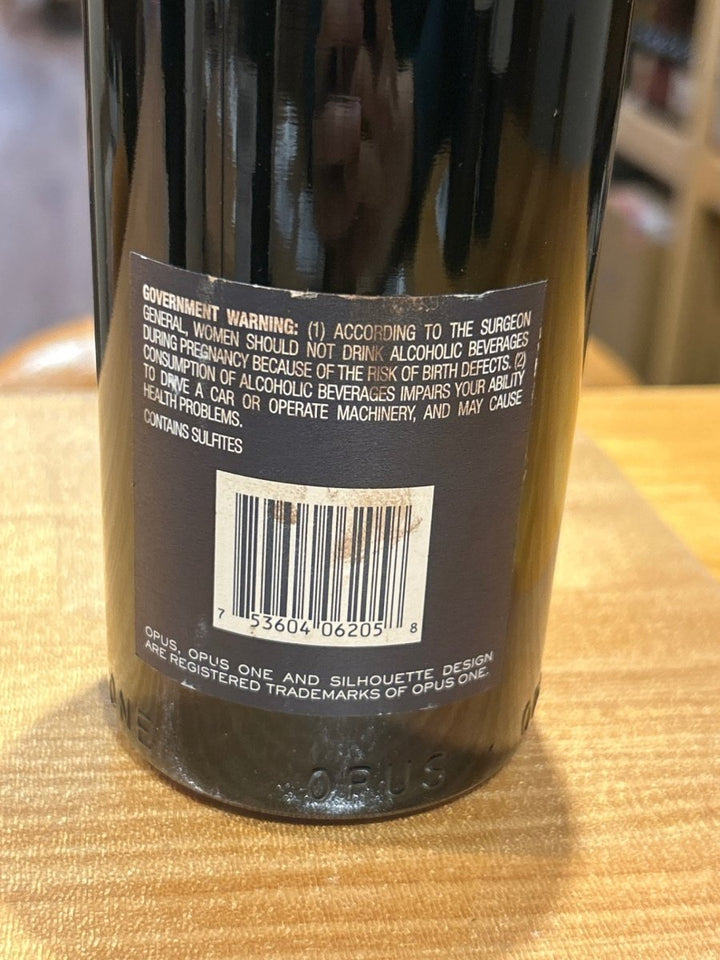 GOVERNMENT WARNING: (1) ACCORDING TO THE SURGEON
GENERAL, WOMEN SHOULD NOT DRINK ALCOHOLIC BEVERAGES
DURING PREGNANCY BECAUSE OF THE RISK OF BIRTH DEFECTS. (2)
CONSUMPTION OF ALCOHOLIC BEVERAGES IMPAIRS YOUR ABILITY
TO DRIVE A CAR OR OPERATE MACHINERY, AND MAY CAUSE
HEALTH PROBLEMS.
CONTAINS SULFITES
7 53604 06205 8
OPUS, OPUS ONE AND SILHOUETTE DESIGN
ARE REGISTERED TRADEMARKS OF OPUS ONE.
ONE OPUS